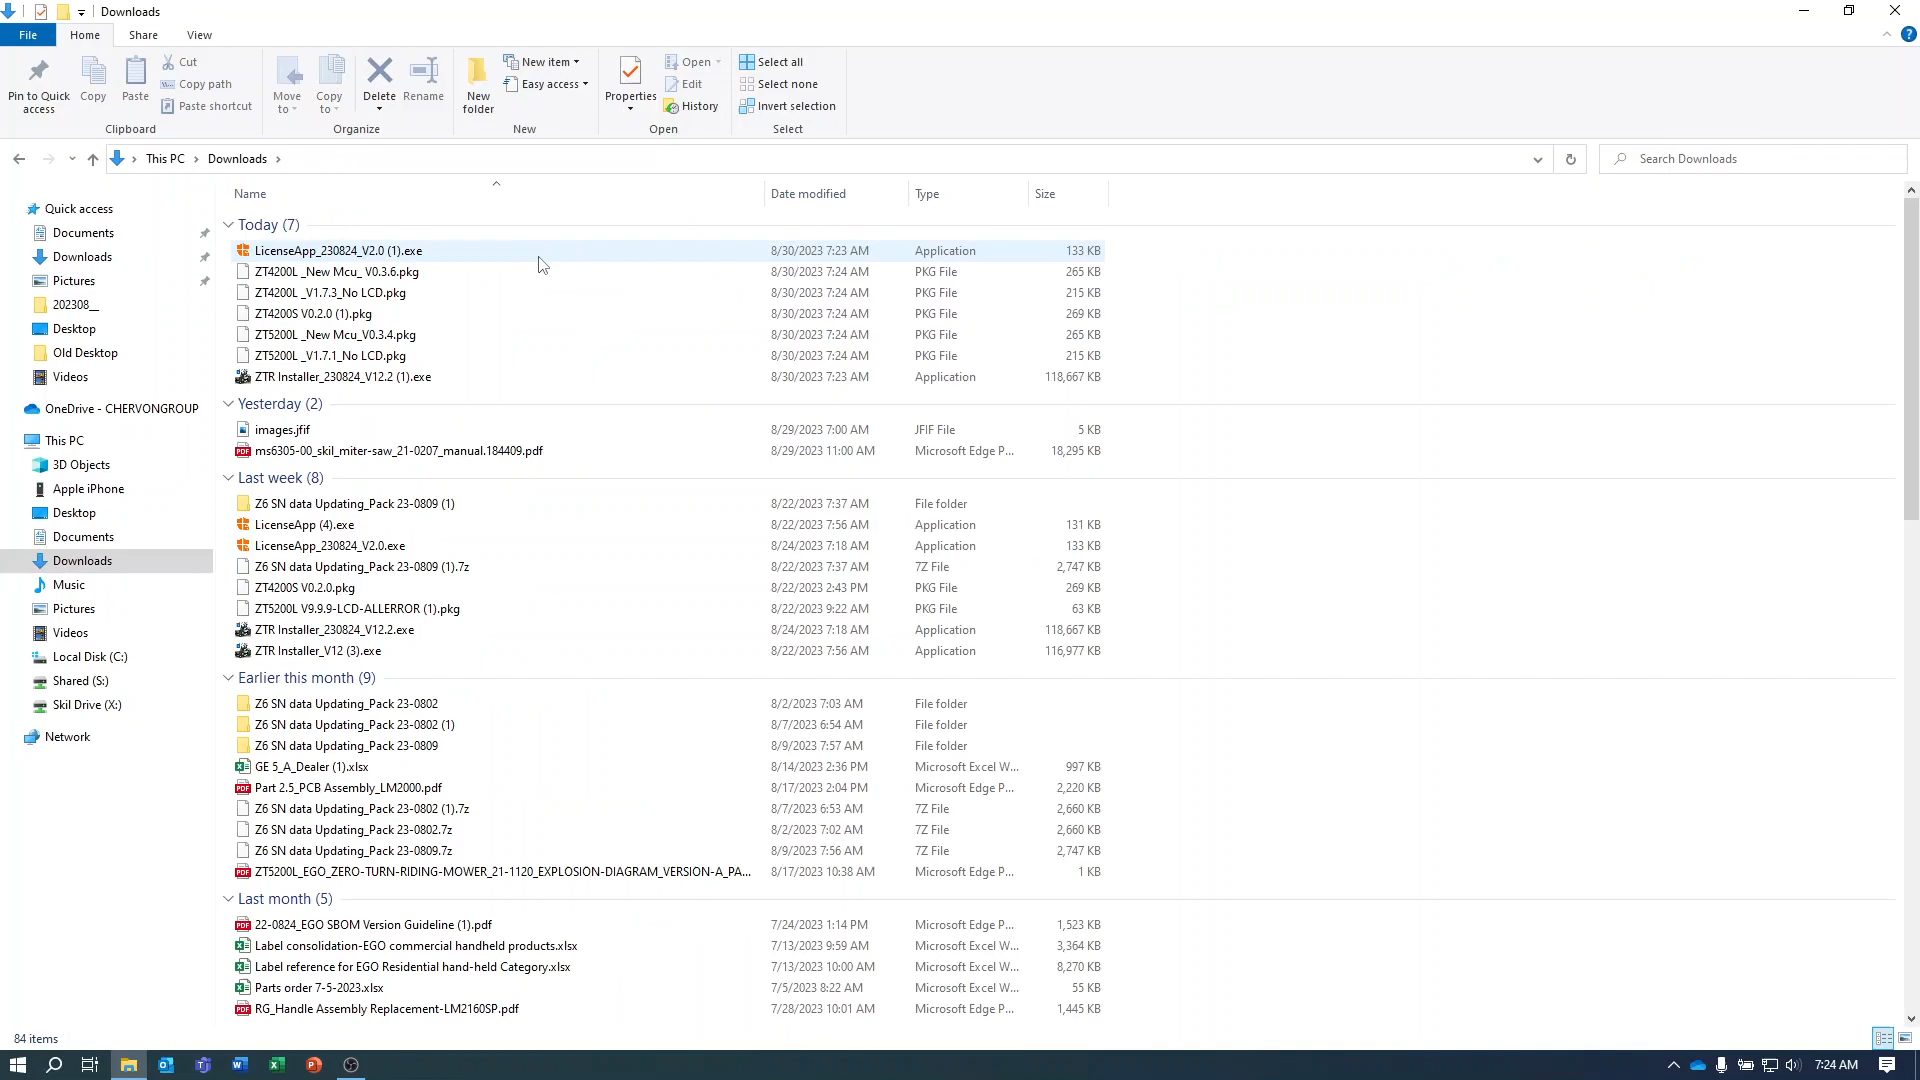 Downloads
File Home Share View
Pin to Quick access
Copy
Paste
Cut
Copy path
Paste shortcut
Clipboard
Move to
Copy to
Delete
Rename
Organize
New folder
New item
Easy access
New
Properties
Open
Edit
History
Open
Select all
Select none
Invert selection
Select
This PC > Downloads >
Search Downloads
Quick access
Documents
Downloads
Pictures
202308__
Desktop
Old Desktop
Videos
OneDrive - CHERVONGROUP
This PC
3D Objects
Apple iPhone
Desktop
Documents
Downloads
Music
Pictures
Videos
Local Disk (C:)
Shared (S:)
Skil Drive (X:)
Network
Name Date modified Type Size
Today (7)
LicenseApp_230824_V2.0 (1).exe 8/30/2023 7:23 AM Application 133 KB
ZT4200L _New Mcu_ V0.3.6.pkg 8/30/2023 7:24 AM PKG File 265 KB
ZT4200L _V1.7.3_No LCD.pkg 8/30/2023 7:24 AM PKG File 215 KB
ZT4200S V0.2.0 (1).pkg 8/30/2023 7:24 AM PKG File 269 KB
ZT5200L _New Mcu_V0.3.4.pkg 8/30/2023 7:24 AM PKG File 265 KB
ZT5200L _V1.7.1_No LCD.pkg 8/30/2023 7:24 AM PKG File 215 KB
ZTR Installer_230824_V12.2 (1).exe 8/30/2023 7:23 AM Application 118,667 KB
Yesterday (2)
images.jfif 8/29/2023 7:00 AM JFIF File 5 KB
ms6305-00_skil_miter-saw_21-0207_manual.184409.pdf 8/29/2023 11:00 AM Microsoft Edge P... 18,295 KB
Last week (8)
Z6 SN data Updating_Pack 23-0809 (1) 8/22/2023 7:37 AM File folder
LicenseApp (4).exe 8/22/2023 7:56 AM Application 131 KB
LicenseApp_230824_V2.0.exe 8/24/2023 7:18 AM Application 133 KB
Z6 SN data Updating_Pack 23-0809 (1).7z 8/22/2023 7:37 AM 7Z File 2,747 KB
ZT4200S V0.2.0.pkg 8/22/2023 2:43 PM PKG File 269 KB
ZT5200L V9.9.9-LCD-ALLERROR (1).pkg 8/22/2023 9:22 AM PKG File 63 KB
ZTR Installer_230824_V12.2.exe 8/24/2023 7:18 AM Application 118,667 KB
ZTR Installer_V12 (3).exe 8/22/2023 7:56 AM Application 116,977 KB
Earlier this month (9)
Z6 SN data Updating_Pack 23-0802 8/2/2023 7:03 AM File folder
Z6 SN data Updating_Pack 23-0802 (1) 8/7/2023 6:54 AM File folder
Z6 SN data Updating_Pack 23-0809 8/9/2023 7:57 AM File folder
GE 5_A_Dealer (1).xlsx 8/14/2023 2:36 PM Microsoft Excel W... 997 KB
Part 2.5_PCB Assembly_LM2000.pdf 8/17/2023 2:04 PM Microsoft Edge P... 2,220 KB
Z6 SN data Updating_Pack 23-0802 (1).7z 8/7/2023 6:53 AM 7Z File 2,660 KB
Z6 SN data Updating_Pack 23-0802.7z 8/2/2023 7:02 AM 7Z File 2,660 KB
Z6 SN data Updating_Pack 23-0809.7z 8/9/2023 7:56 AM 7Z File 2,747 KB
ZT5200L_EGO_ZERO-TURN-RIDING-MOWER_21-1120_EXPLOSION-DIAGRAM_VERSION-A_PA... 8/17/2023 10:38 AM Microsoft Edge P... 1 KB
Last month (5)
22-0824_EGO SBOM Version Guideline (1).pdf 7/24/2023 1:14 PM Microsoft Edge P... 1,523 KB
Label consolidation-EGO commercial handheld products.xlsx 7/13/2023 9:59 AM Microsoft Excel W... 3,364 KB
Label reference for EGO Residential hand-held Category.xlsx 7/13/2023 10:00 AM Microsoft Excel W... 8,270 KB
Parts order 7-5-2023.xlsx 7/5/2023 8:22 AM Microsoft Excel W... 55 KB
RG_Handle Assembly Replacement-LM2160SP.pdf 7/28/2023 10:01 AM Microsoft Edge P... 1,445 KB
84 items
7:24 AM